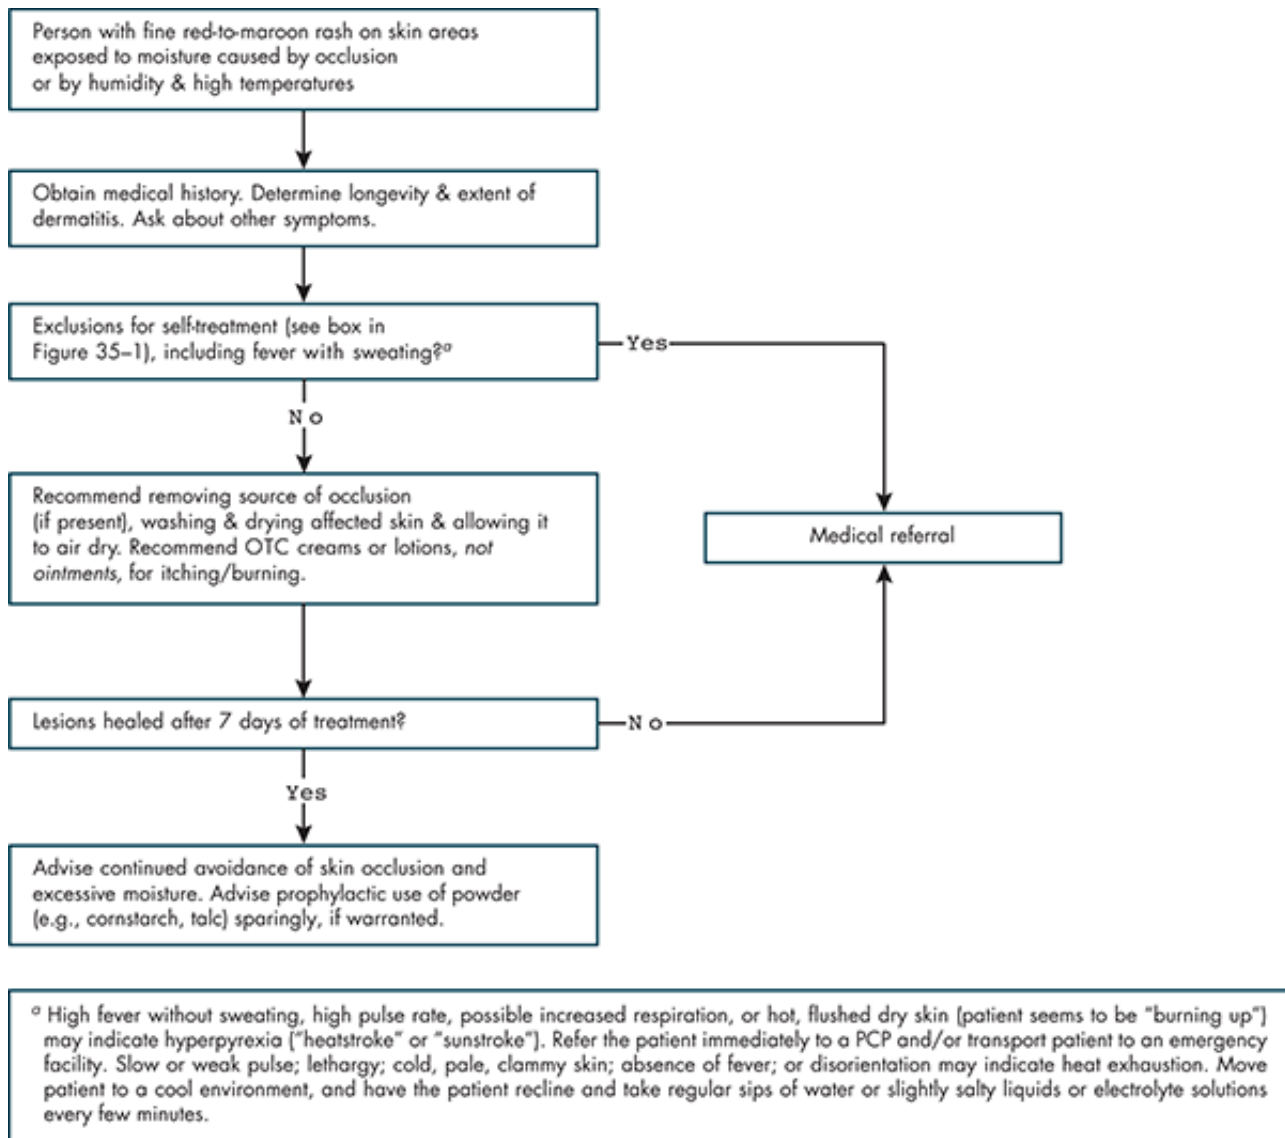 Person with fine red-to-maroon rash on skin areas
exposed to moisture caused by occlusion
or by humidity & high temperatures
Obtain medical history. Determine longevity & extent of
dermatitis. Ask about other symptoms.
Exclusions for self-treatment (see box in
Figure 35–1), including fever with sweating?a
Yes
No
Recommend removing source of occlusion
(if present), washing & drying affected skin & allowing it
to air dry. Recommend OTC creams or lotions, not
ointments, for itching/burning.
Medical referral
Lesions healed after 7 days of treatment?
No
Yes
Advise continued avoidance of skin occlusion and
excessive moisture. Advise prophylactic use of powder
(e.g., cornstarch, talc) sparingly, if warranted.
a High fever without sweating, high pulse rate, possible increased respiration, or hot, flushed dry skin (patient seems to be "burning up")
may indicate hyperpyrexia ("heatstroke" or "sunstroke"). Refer the patient immediately to a PCP and/or transport patient to an emergency
facility. Slow or weak pulse; lethargy; cold, pale, clammy skin; absence of fever; or disorientation may indicate heat exhaustion. Move
patient to a cool environment, and have the patient recline and take regular sips of water or slightly salty liquids or electrolyte solutions
every few minutes.